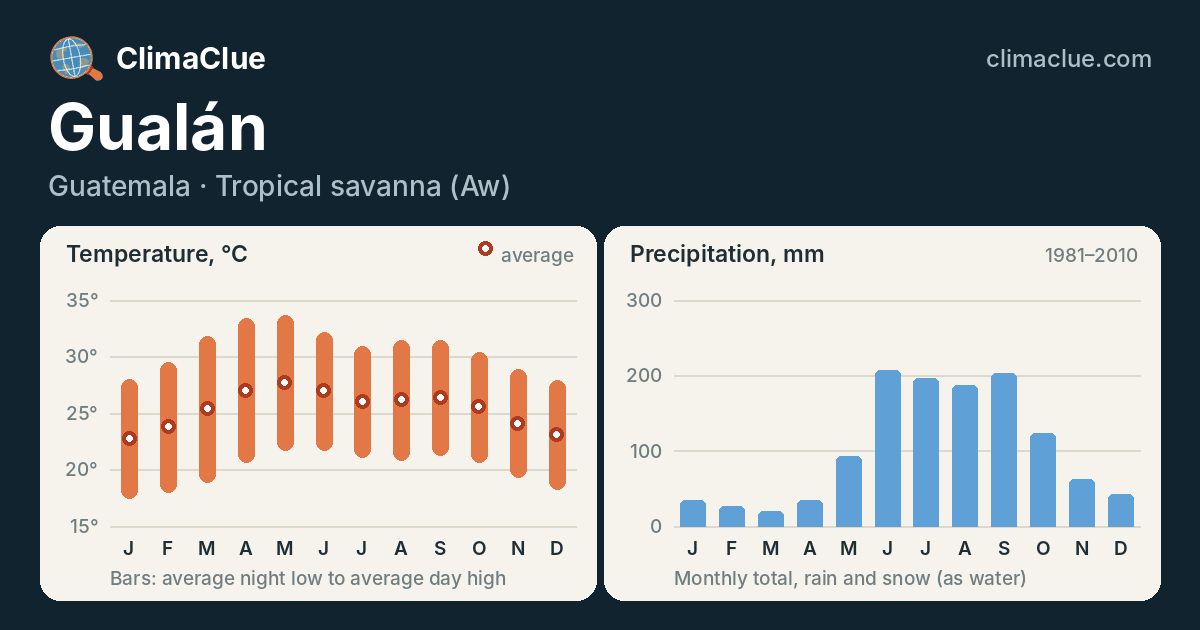 ClimaClue
climaclue.com
Gualán
Guatemala · Tropical savanna (Aw)
Temperature, °C
average
35°
30°
25°
20°
15°
J F M A M J J A S O N D
Bars: average night low to average day high
Precipitation, mm
1981–2010
300
200
100
0
J F M A M J J A S O N D
Monthly total, rain and snow (as water)